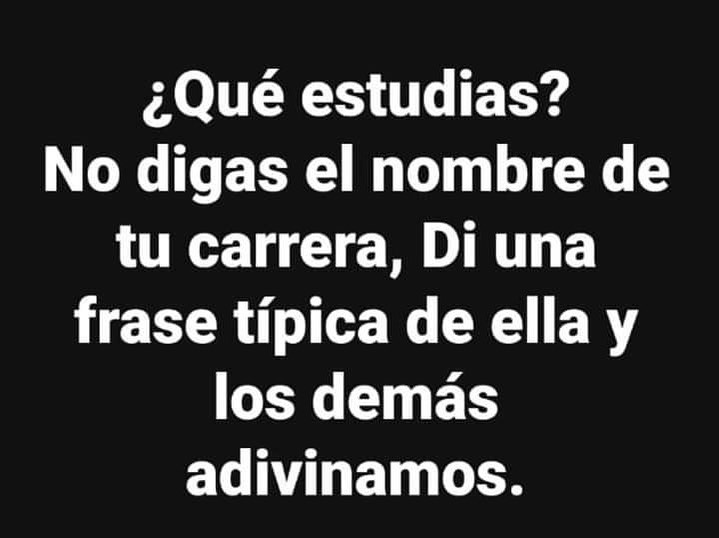 ¿Qué estudias?
No digas el nombre de
tu carrera, Di una
frase típica de ella y
los demás
adivinamos.